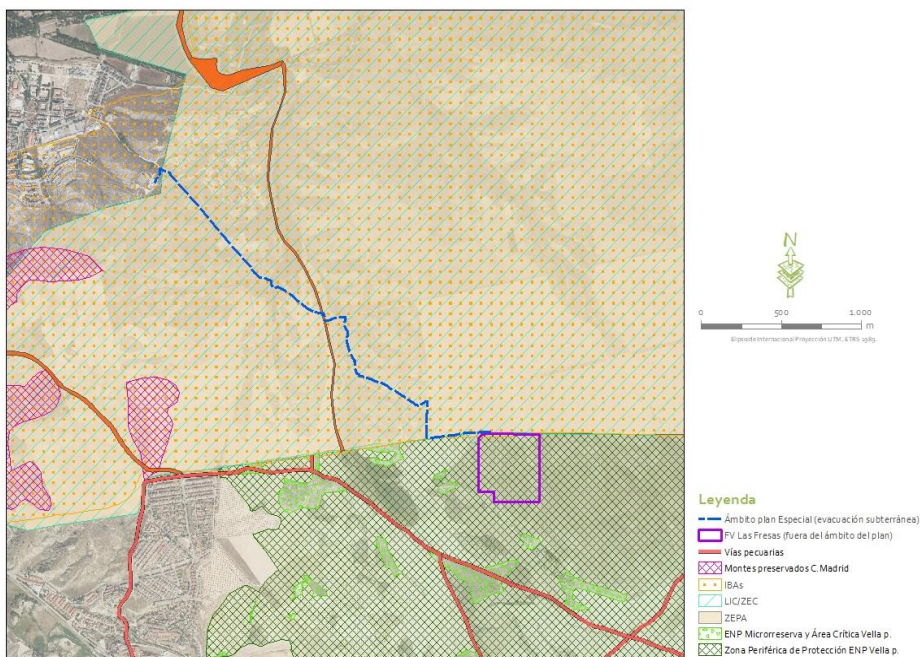 N
0 500 1.000
m
Leyenda
Ámbito plan Especial (evacuación subterránea)
FV Las Fresas (fuera del ámbito del plan)
Vías pecuarias
Montes preservados C. Madrid
IBAs
LIC/ZEC
ZEPA
ENP Microrreserva y Área Crítica Vella p.
Zona Periférica de Protección ENP Vella p.